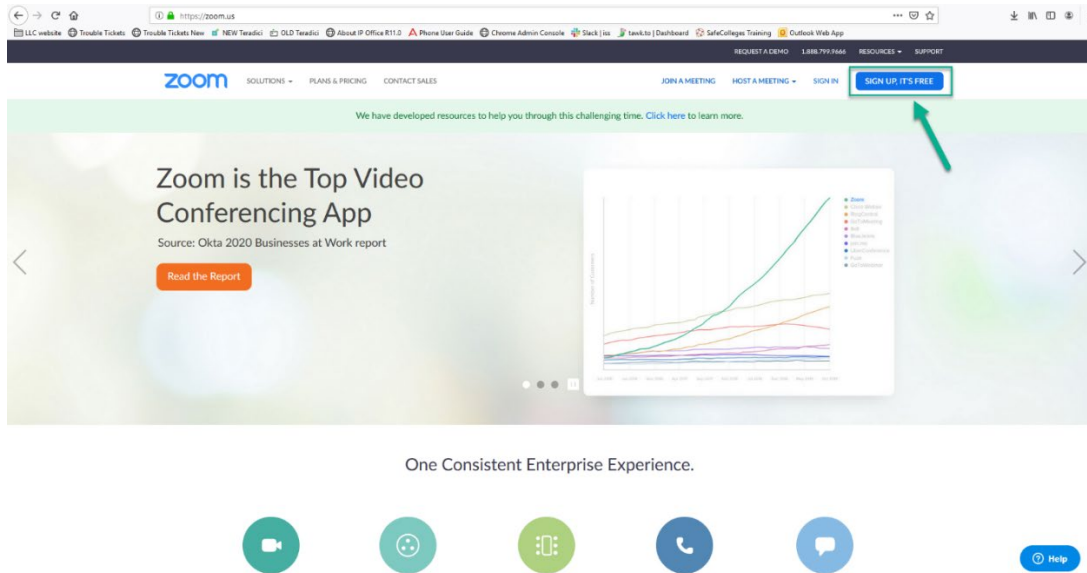 https://zoom.us
LLC website Trouble Tickets Trouble Tickets New NEW Teradici OLD Teradici About IP Office R11.0 Phone User Guide Chrome Admin Console Slack | iss tawk.to | Dashboard SafeColleges Training Outlook Web App
REQUEST A DEMO 1.888.799.9666 RESOURCES SUPPORT
zoom SOLUTIONS PLANS & PRICING CONTACT SALES JOIN A MEETING HOST A MEETING SIGN IN SIGN UP, IT'S FREE
We have developed resources to help you through this challenging time. Click here to learn more.
Zoom is the Top Video
Conferencing App
Source: Okta 2020 Businesses at Work report
Read the Report
Zoom
One Consistent Enterprise Experience.
Help